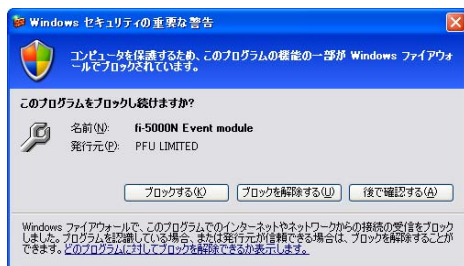 Windows セキュリティの重要な警告
コンピュータを保護するため、このプログラムの機能の一部が Windows ファイアウォ
ールでブロックされています。
このプログラムをブロックし続けますか?
名前(N): fi-5000N Event module
発行元(P): PFU LIMITED
ブロックする(K) ブロックを解除する(U) 後で確認する(A)
Windows ファイアウォールで、このプログラムでのインターネットやネットワークからの接続の受信をブロック
しました。プログラムを認識している場合、または発行元が信頼できる場合は、ブロックを解除することが
できます。どのプログラムに対してブロックを解除できるか表示します。